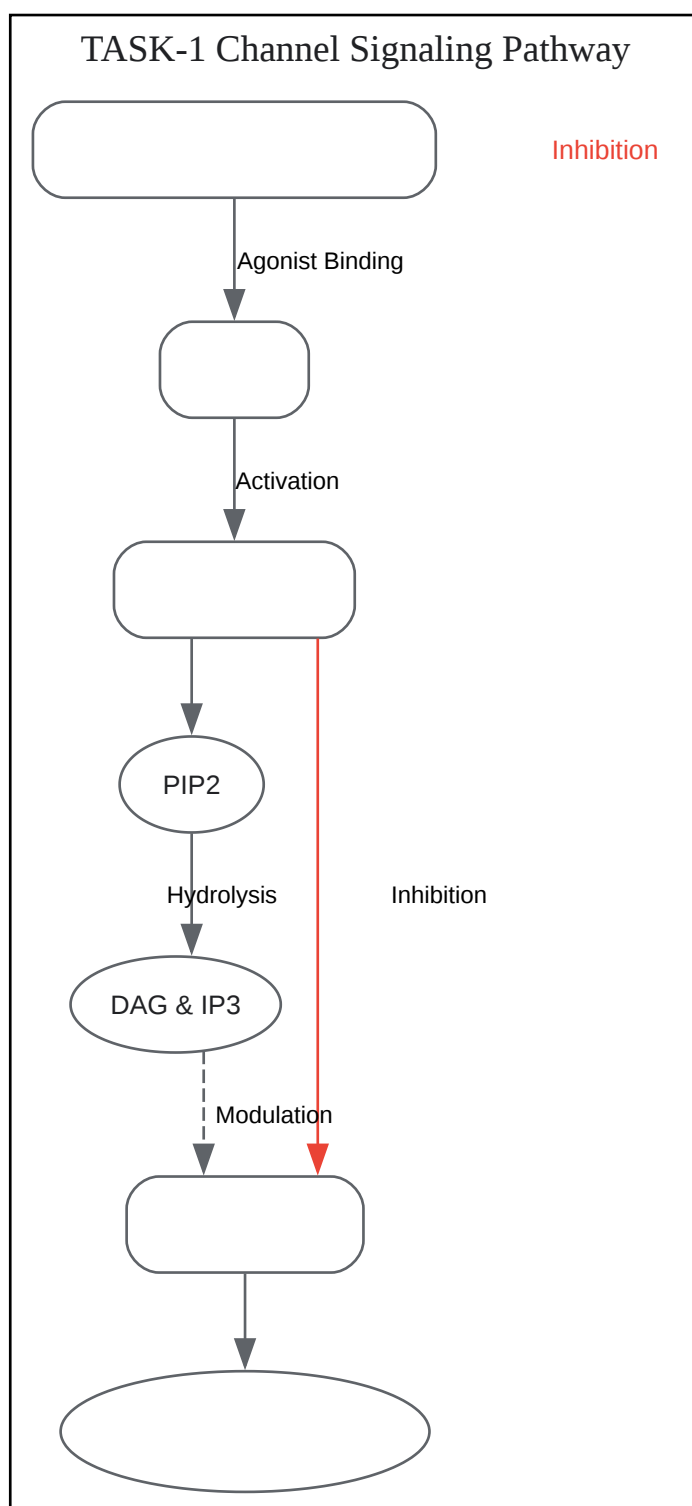 TASK-1 Channel Signaling Pathway
Inhibition
Agonist Binding
Activation
PIP2
Hydrolysis
Inhibition
DAG & IP3
Modulation